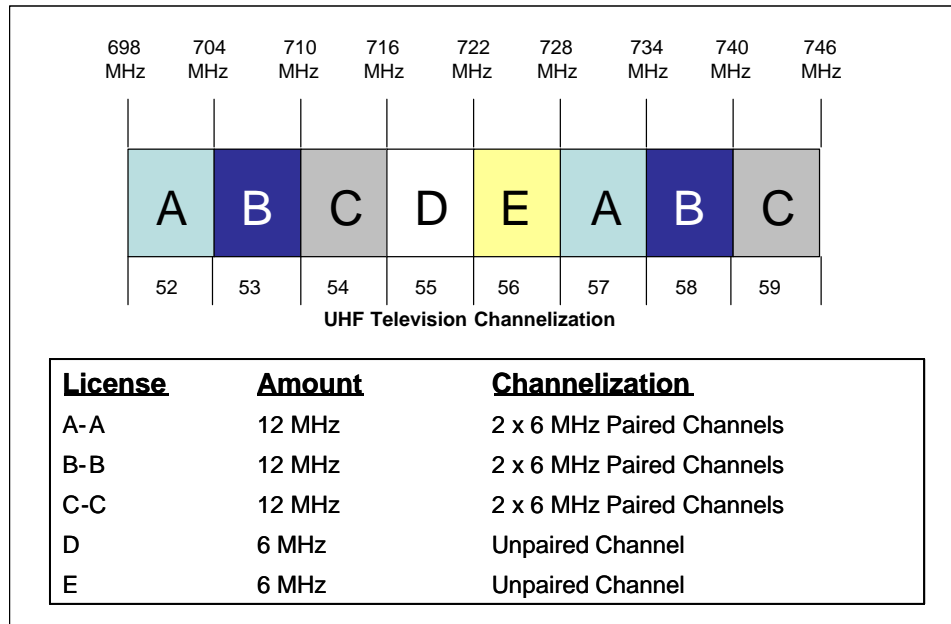 698 704 710 716 722 728 734 740 746
MHz MHz MHz MHz MHz MHz MHz MHz MHz
A B C D E A B C
52 53 54 55 56 57 58 59
UHF Television Channelization
License Amount Channelization
A-A 12 MHz 2 x 6 MHz Paired Channels
B-B 12 MHz 2 x 6 MHz Paired Channels
C-C 12 MHz 2 x 6 MHz Paired Channels
D 6 MHz Unpaired Channel
E 6 MHz Unpaired Channel